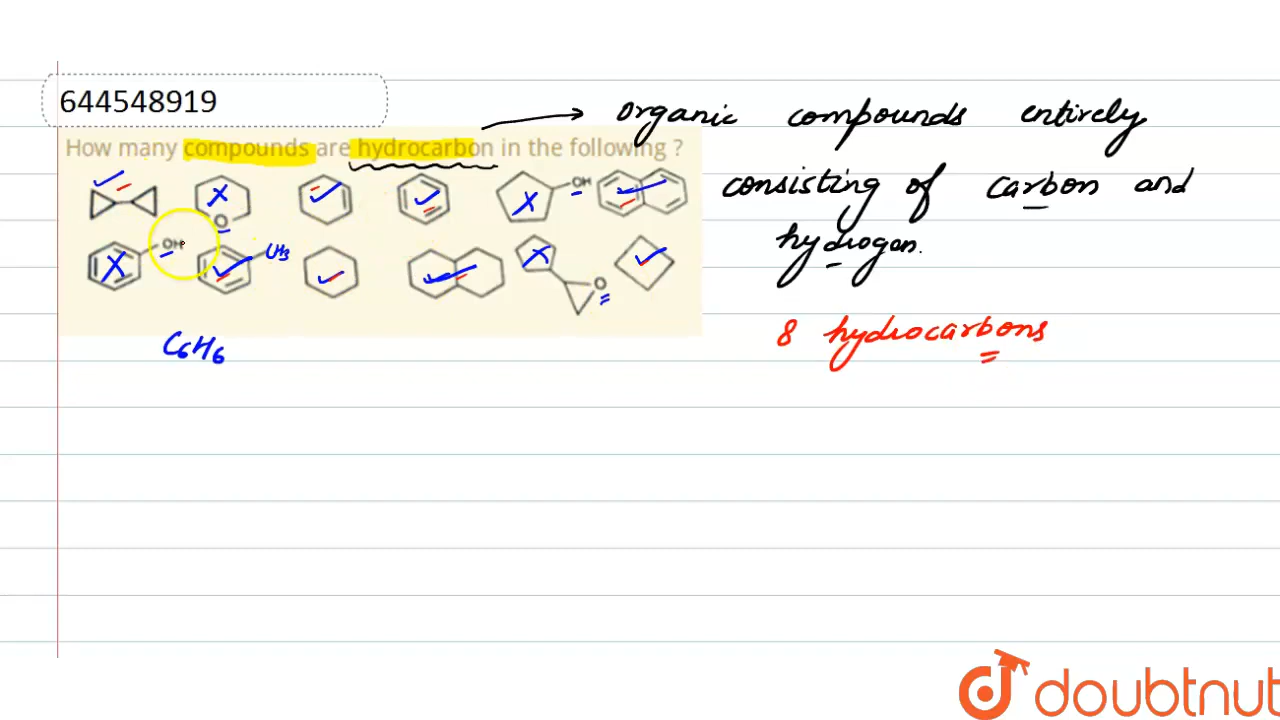 644548919
How many compounds are hydrocarbon in the following ?
organic compounds entirely
consisting of carbon and
hydrogen.
O
OH
OH
CH3
O
C6H6
8 hydrocarbons
doubtnut